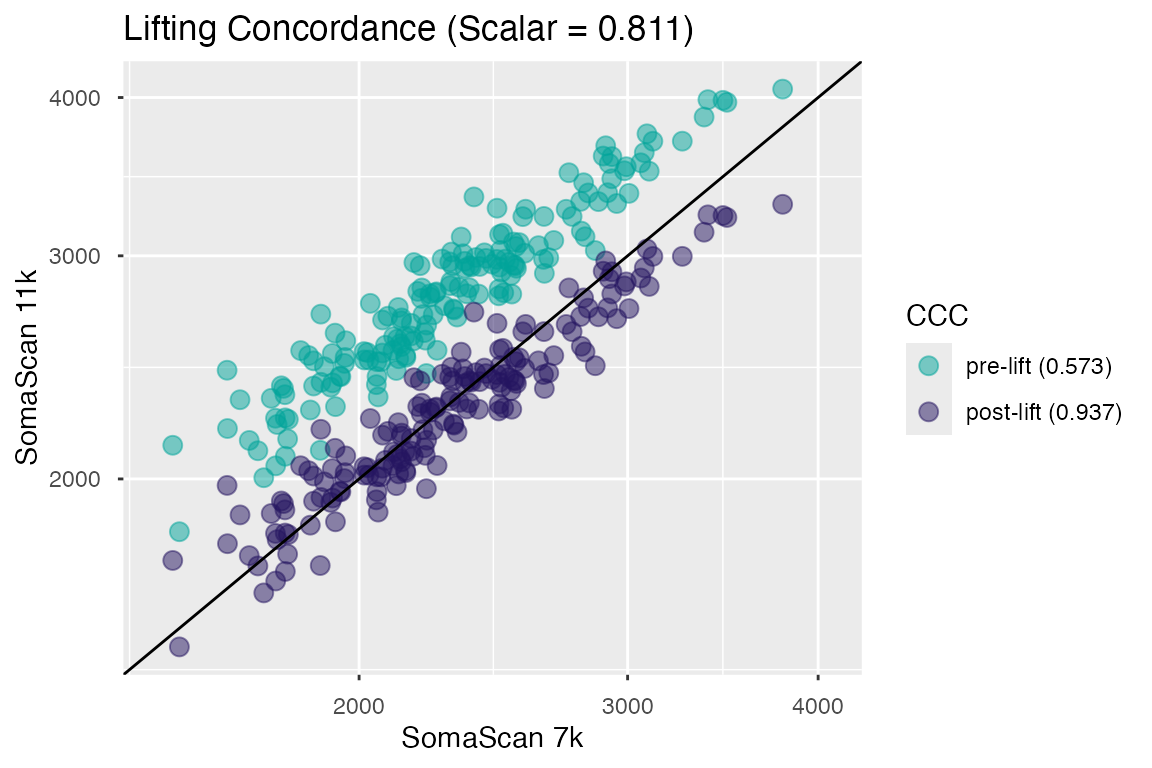 Lifting Concordance (Scalar = 0.811)
4000
3000
2000
SomaScan 11k
2000 3000 4000
SomaScan 7k
CCC
pre-lift (0.573)
post-lift (0.937)